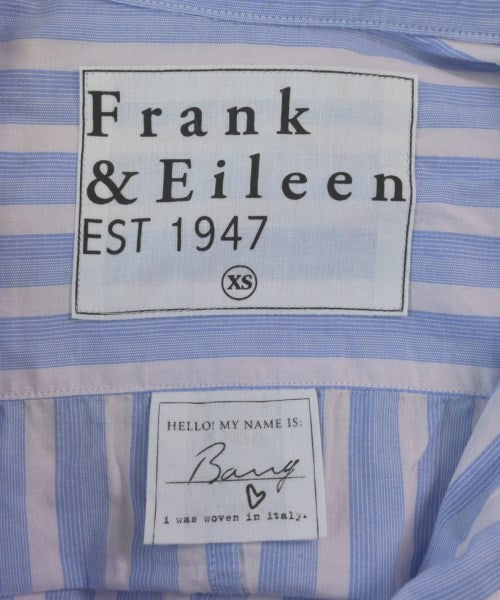 Frank
& Eileen
EST 1947
XS
HELLO! MY NAME IS:
Barry
i was woven in italy.